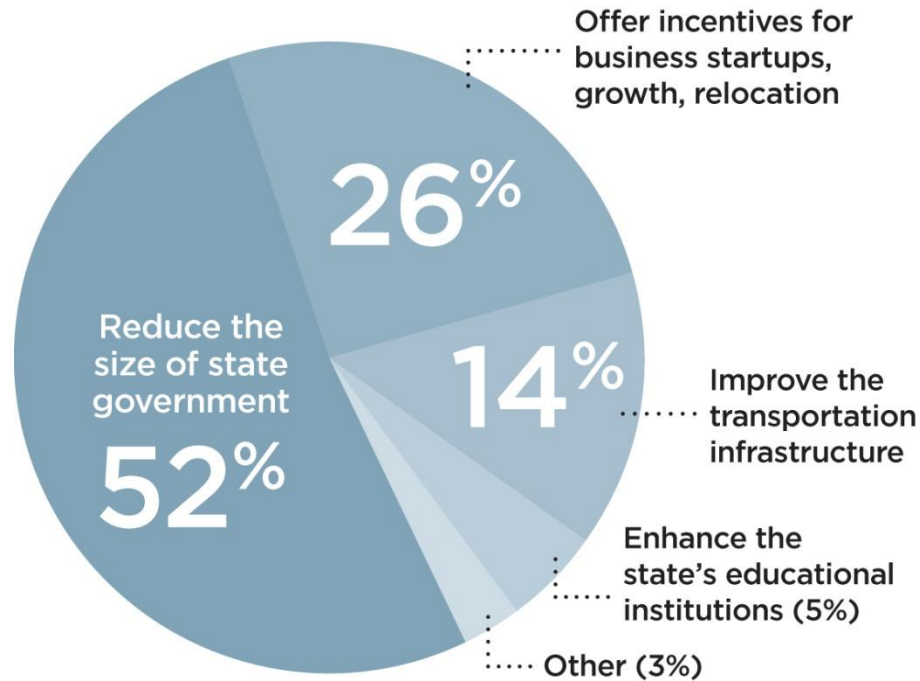 Offer incentives for
business startups,
growth, relocation
26%
Reduce the
size of state
government
52%
14%
Improve the
transportation
infrastructure
Enhance the
state’s educational
institutions (5%)
Other (3%)